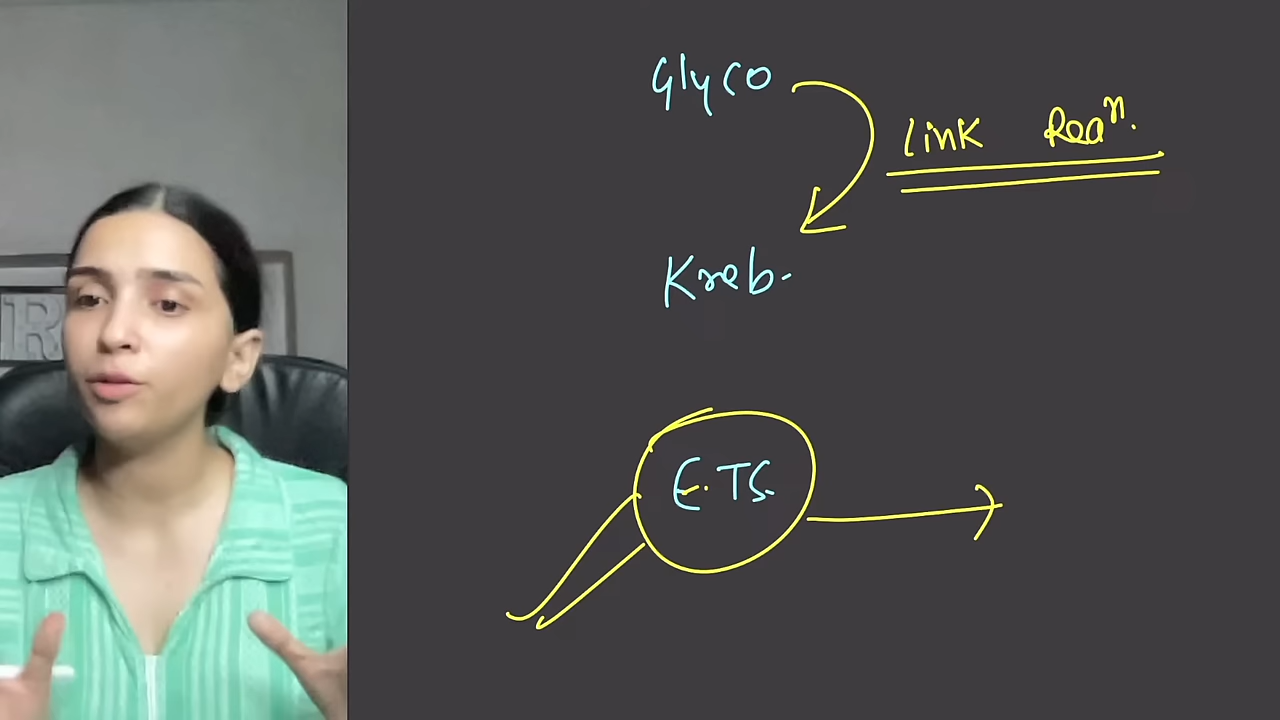 Glyco
Link Reaⁿ.
Kreb.
E.T.S.
R